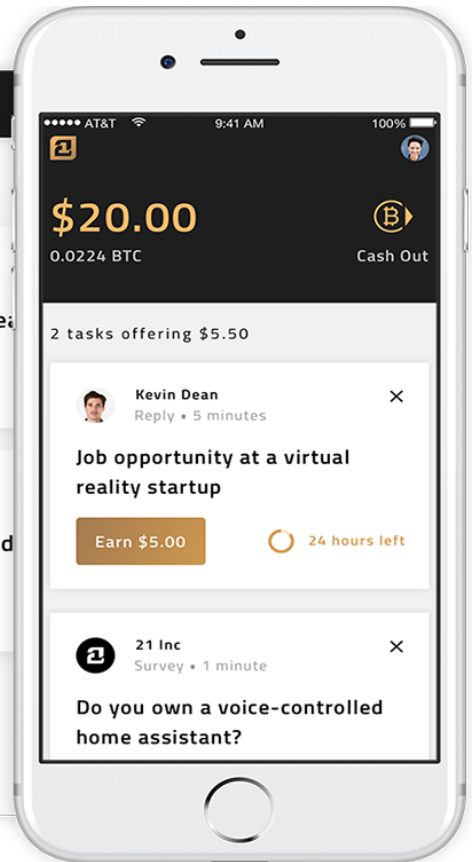 AT&T 9:41 AM 100%
21
$20.00
0.0224 BTC
Cash Out
2 tasks offering $5.50
Kevin Dean
Reply • 5 minutes
Job opportunity at a virtual
reality startup
Earn $5.00
24 hours left
21 Inc
Survey • 1 minute
Do you own a voice-controlled
home assistant?